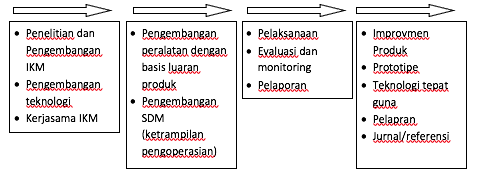 • Penelitian dan
Pengembangan
IKM
• Pengembangan
teknologi
• Kerjasama IKM
• Pengembangan
peralatan dengan
basis luaran
produk
• Pengembangan
SDM
(ketrampilan
pengoperasian)
• Pelaksanaan
• Evaluasi dan
monitoring
• Pelaporan
• Improvmen
Produk
• Prototipe
• Teknologi tepat
guna
• Pelapran
• Jurnal/referensi